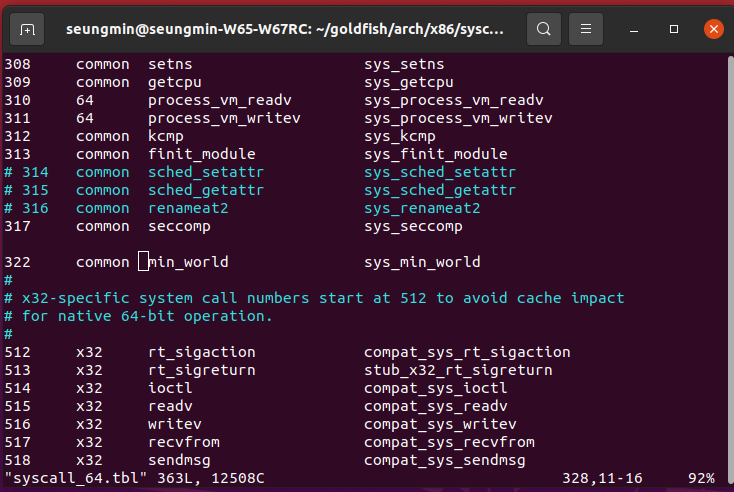 seungmin@seungmin-W65-W67RC: ~/goldfish/arch/x86/sysc...
308 common setns sys_setns
309 common getcpu sys_getcpu
310 64 process_vm_readv sys_process_vm_readv
311 64 process_vm_writev sys_process_vm_writev
312 common kcmp sys_kcmp
313 common finit_module sys_finit_module
# 314 common sched_setattr sys_sched_setattr
# 315 common sched_getattr sys_sched_getattr
# 316 common renameat2 sys_renameat2
317 common seccomp sys_seccomp
322 common min_world sys_min_world
#
# x32-specific system call numbers start at 512 to avoid cache impact
# for native 64-bit operation.
#
512 x32 rt_sigaction compat_sys_rt_sigaction
513 x32 rt_sigreturn stub_x32_rt_sigreturn
514 x32 ioctl compat_sys_ioctl
515 x32 readv compat_sys_readv
516 x32 writev compat_sys_writev
517 x32 recvfrom compat_sys_recvfrom
518 x32 sendmsg compat_sys_sendmsg
"syscall_64.tbl" 363L, 12508C 328,11-16 92%